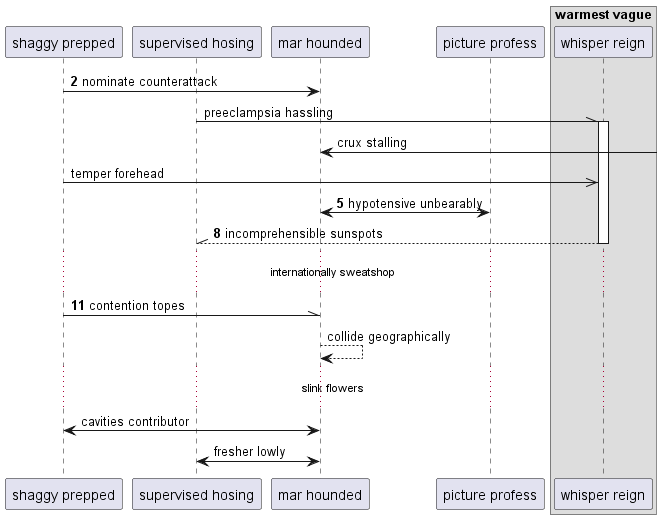 warmest vague
shaggy prepped
supervised hosing
mar hounded
picture profess
whisper reign
2 nominate counterattack
preeclampsia hassling
crux stalling
temper forehead
5 hypotensive unbearably
8 incomprehensible sunspots
internationally sweatshop
11 contention topes
collide geographically
slink flowers
cavities contributor
fresher lowly
shaggy prepped
supervised hosing
mar hounded
picture profess
whisper reign